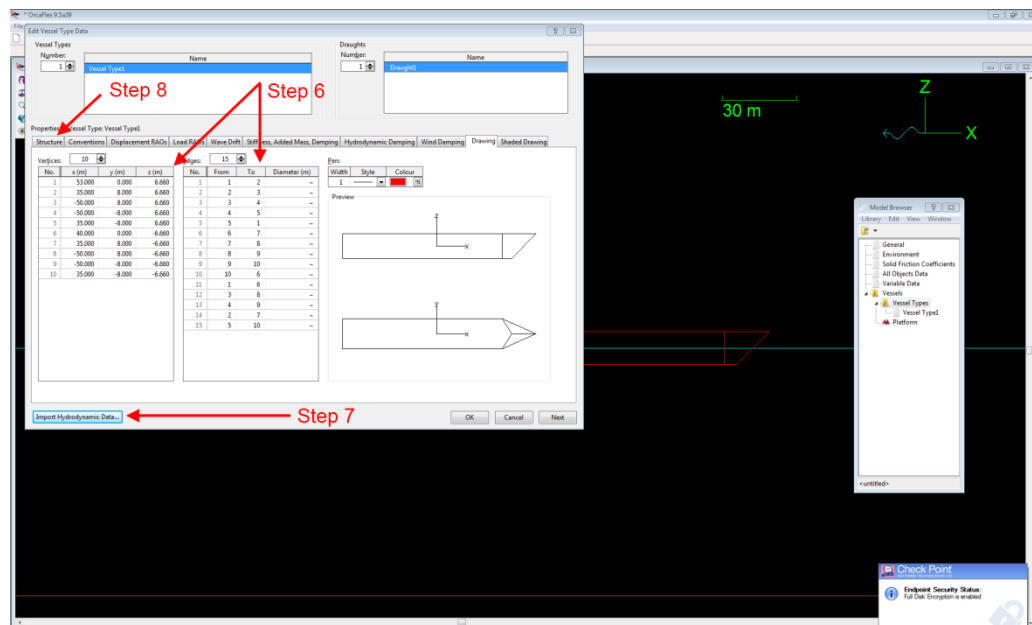 * OrcaFlex 9.5a39
File
Edit Vessel Type Data
Vessel Types
Number:
1
Name
Vessel Type1
Draughts
Number:
1
Name
Draught1
Step 8
Step 6
30 m
Z
X
Vessel Type: Vessel Type1
Structure Conventions Displacement RAOs Load RAOs Wave Drift Stiffness, Added Mass, Damping Hydrodynamic Damping Wind Damping Drawing Shaded Drawing
Vertices: 10
No. x (m) y (m) z (m)
1 53.000 0.000 6.660
2 35.000 8.000 6.660
3 -50.000 8.000 6.660
4 -50.000 -8.000 6.660
5 35.000 -8.000 6.660
6 40.000 0.000 -6.660
7 35.000 8.000 -6.660
8 -50.000 8.000 -6.660
9 -50.000 -8.000 -6.660
10 35.000 -8.000 -6.660
Edges: 15
No. From To Diameter (m)
1 1 2 ~
2 2 3 ~
3 3 4 ~
4 4 5 ~
5 5 1 ~
6 6 7 ~
7 7 8 ~
8 8 9 ~
9 9 10 ~
10 10 6 ~
11 1 6 ~
12 3 8 ~
13 4 9 ~
14 2 7 ~
15 5 10 ~
Pen:
Width Style Colour
1
Preview
z
x
y
x
Import Hydrodynamic Data...
Step 7
OK Cancel Next
Model Browser
Library Edit View Window
General
Environment
Solid Friction Coefficients
All Objects Data
Variable Data
Vessels
Vessel Types
Vessel Type1
Platform
<untitled>
Check Point
Endpoint Security Status:
Full Disk Encryption is enabled